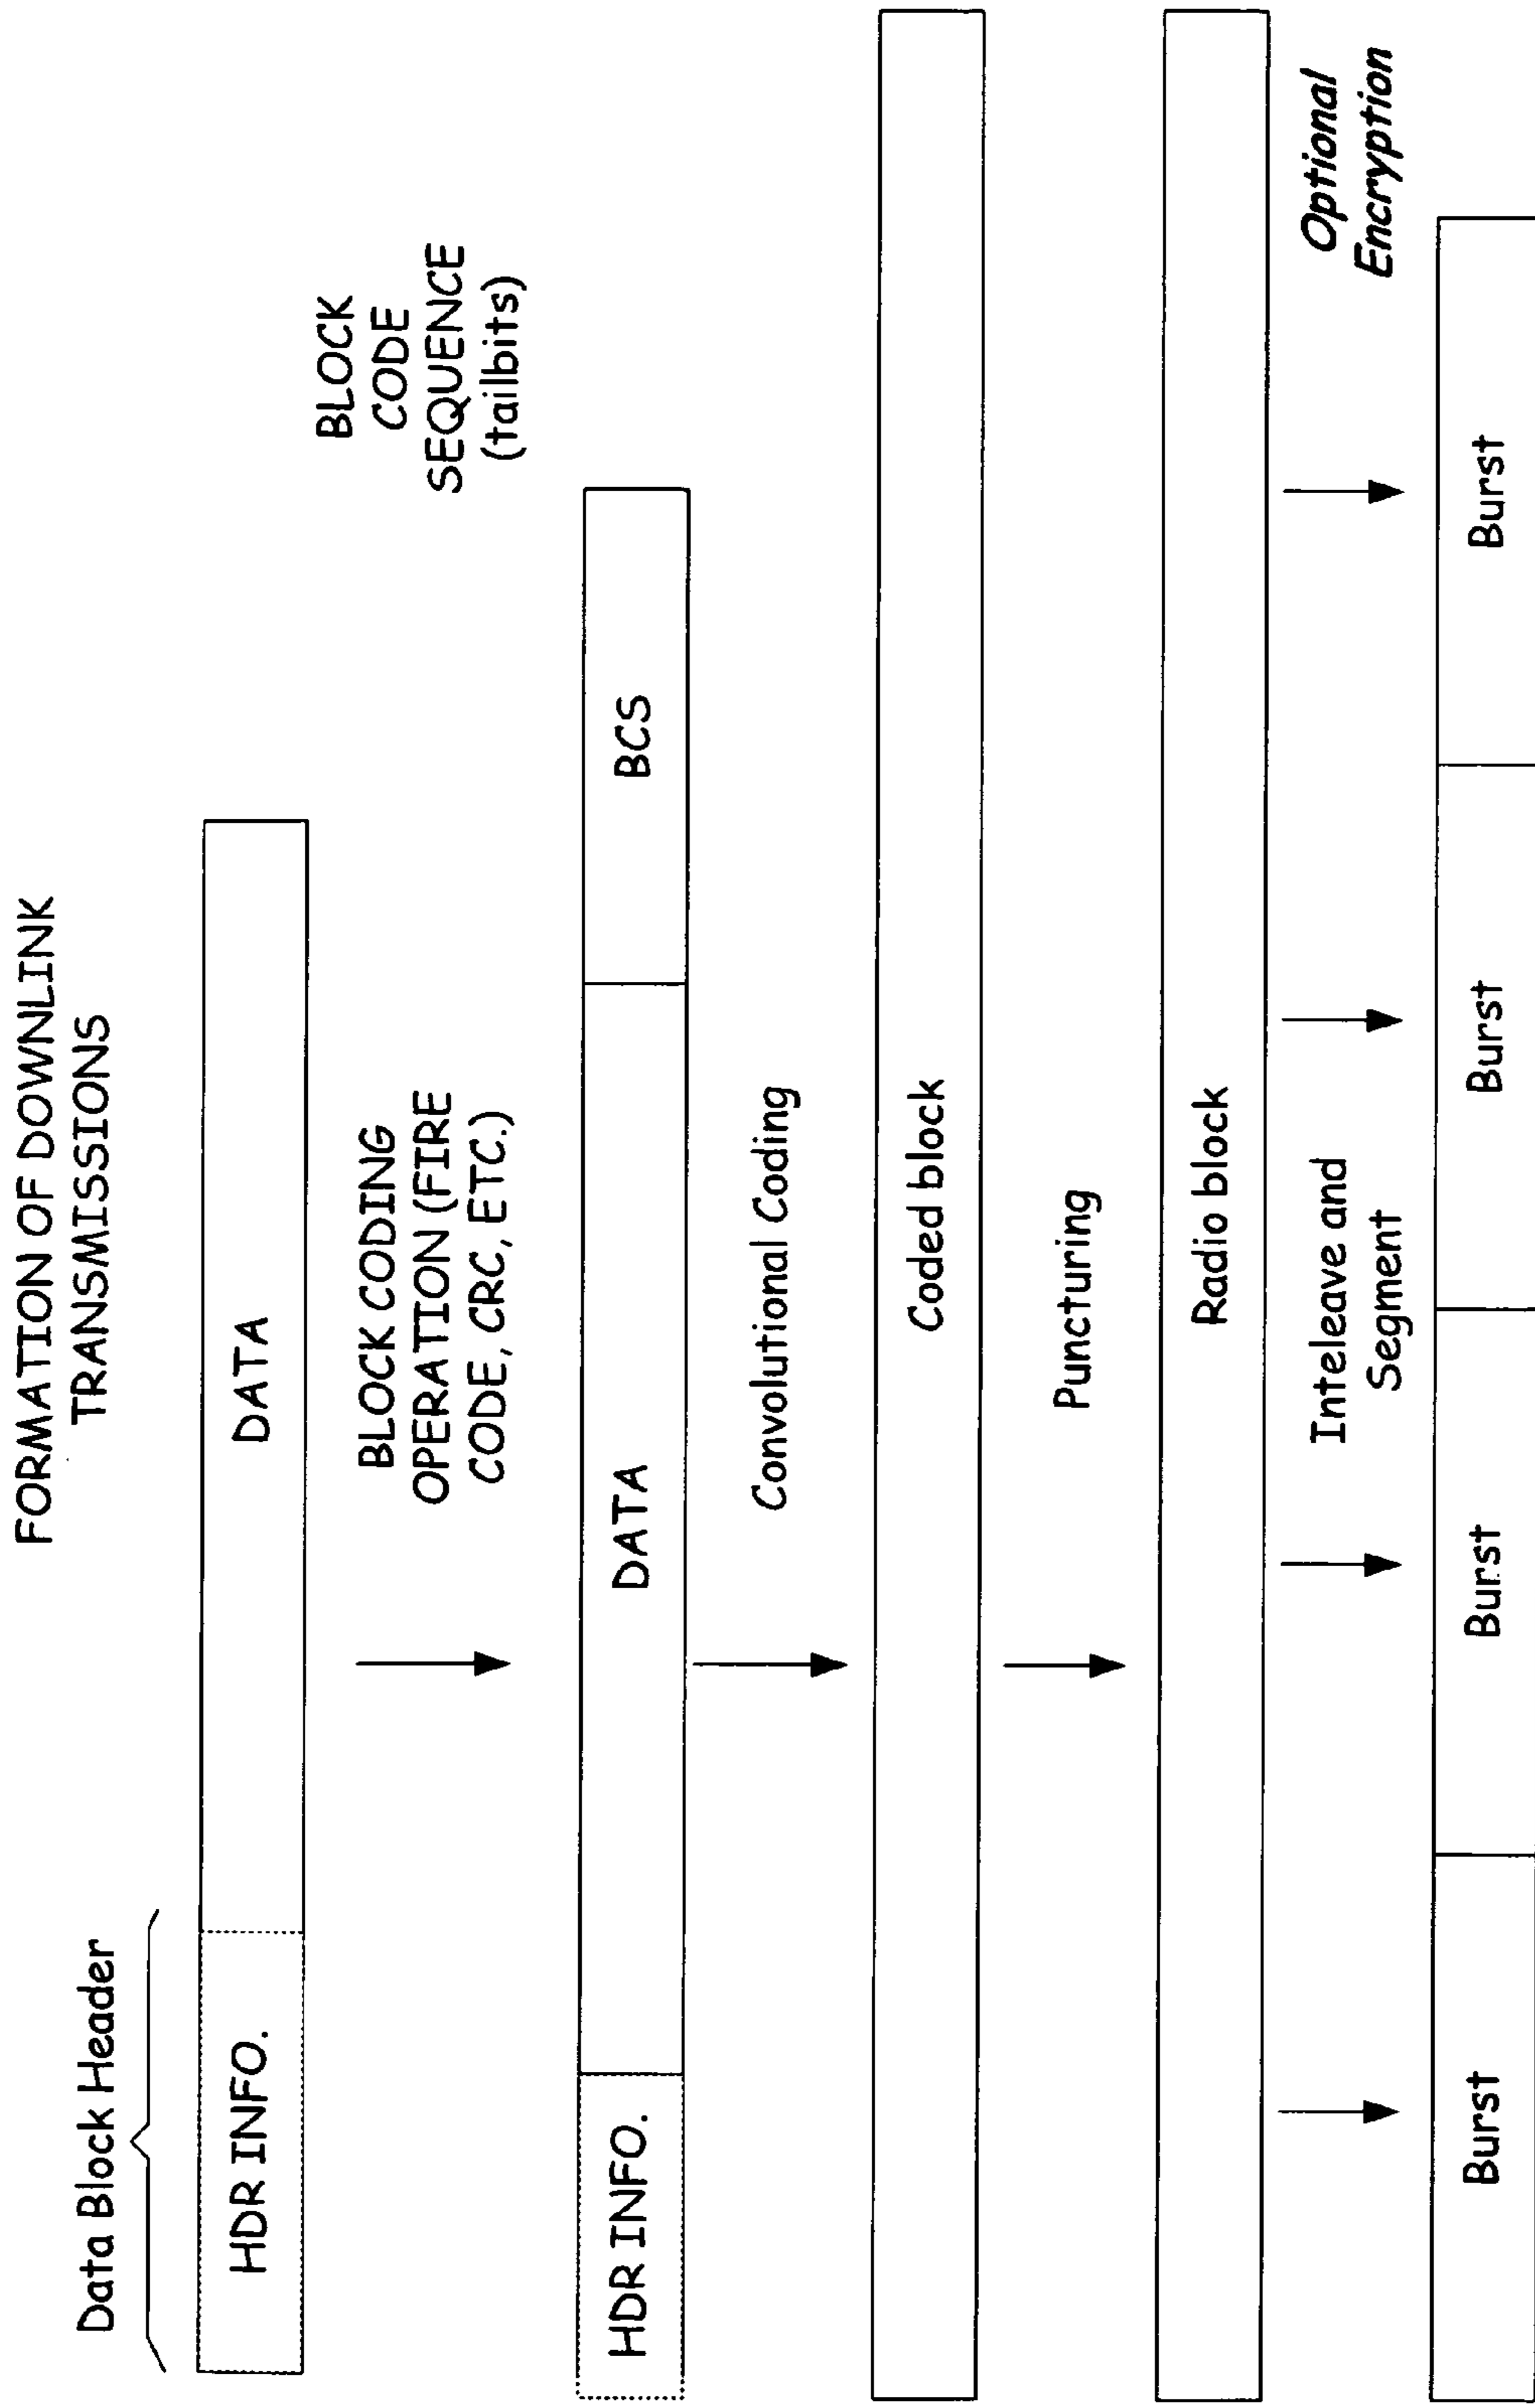 FORMATION OF DOWNLINK
TRANSMISSIONS
Data Block Header
HDR INFO.
DATA
BLOCK CODING
OPERATION (FIRE
CODE, CRC, ETC.)
BLOCK
CODE
SEQUENCE
(tailbits)
HDR INFO.
DATA
BCS
Convolutional Coding
Coded block
Puncturing
Radio block
Inteleave and
Segment
Optional
Encryption
Burst
Burst
Burst
Burst